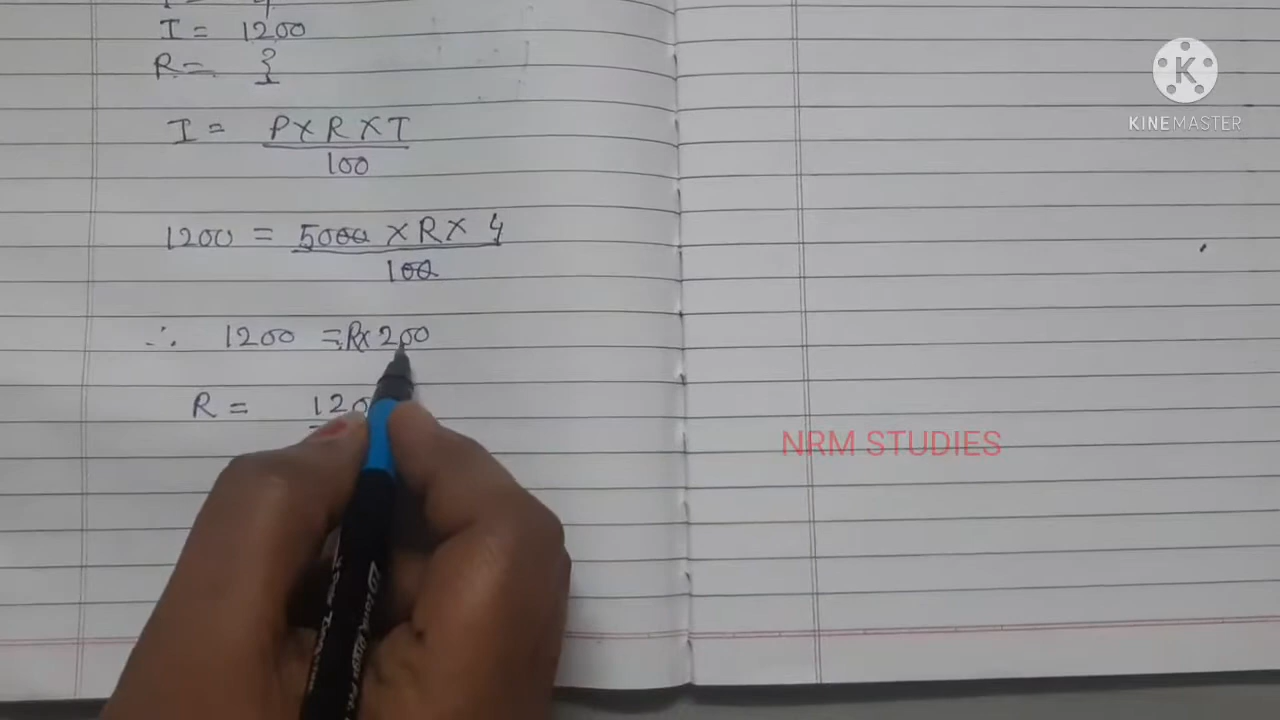 I = 1200
R =
I = P X R X T
100
1200 = 5000 X R X 4
100
∴ 1200 = R x 200
R = 120
K
KINEMASTER
NRM STUDIES